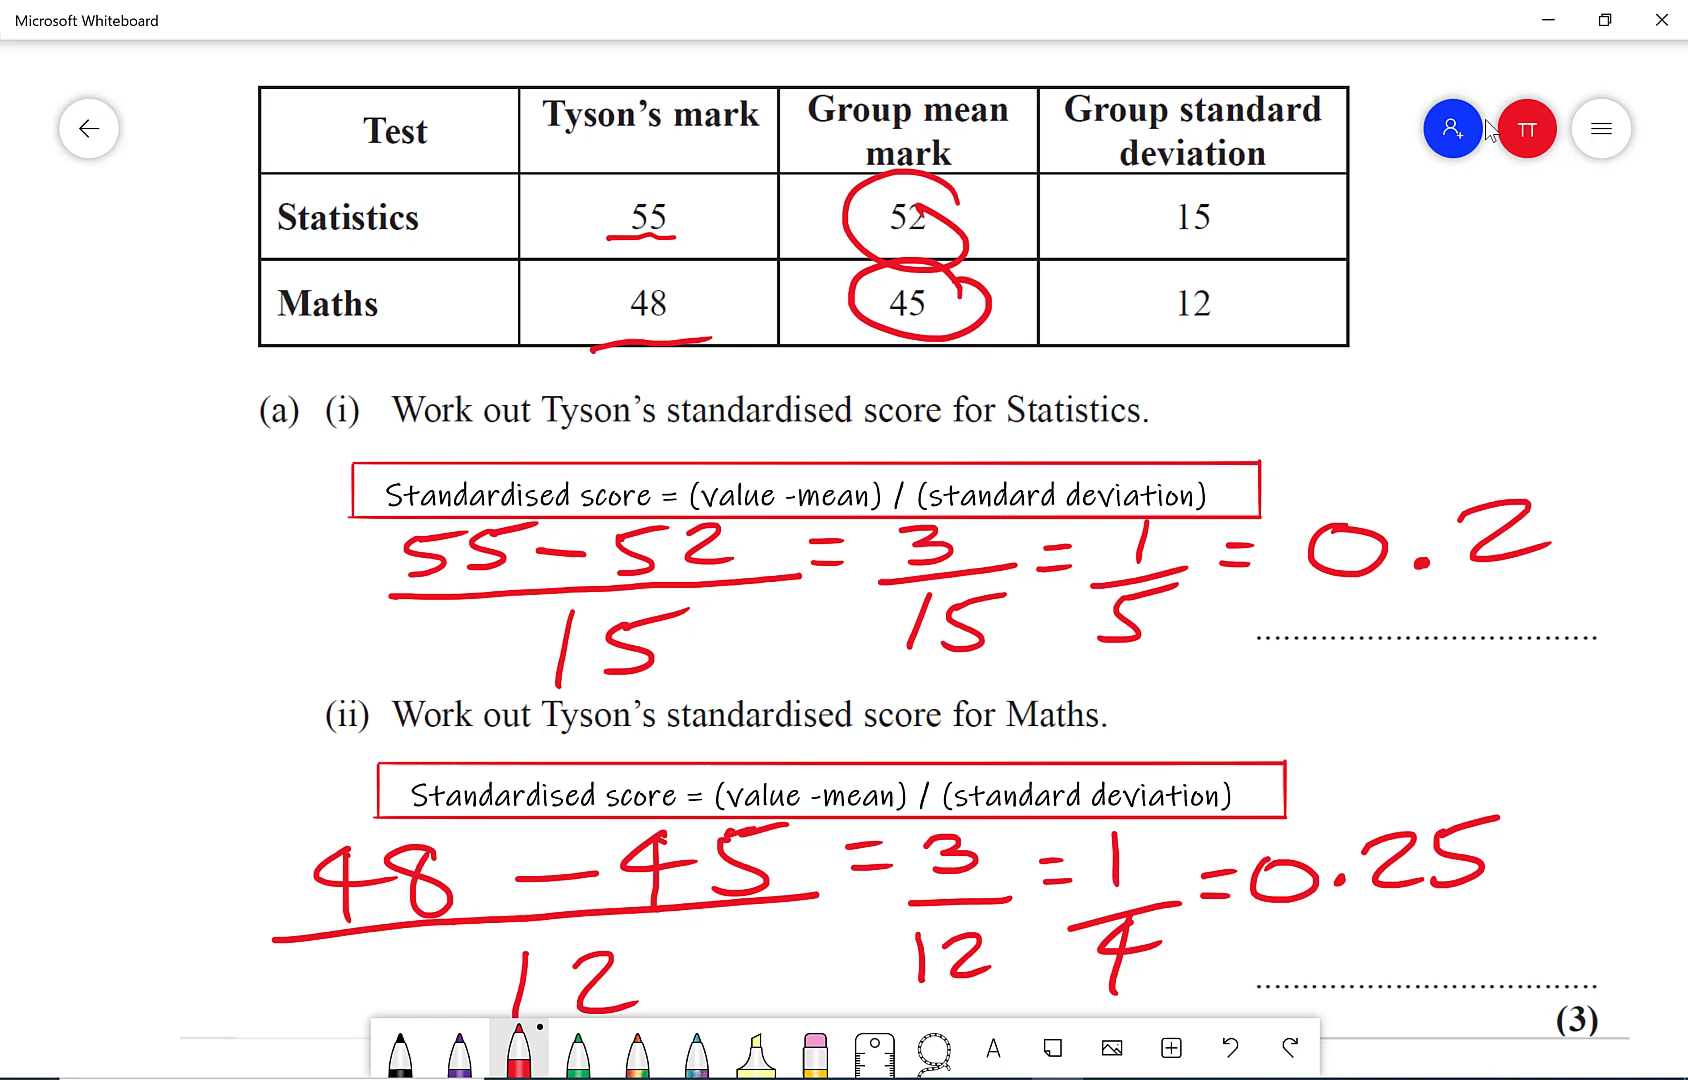 Microsoft Whiteboard
Test Tyson’s mark Group mean mark Group standard deviation
Statistics 55 52 15
Maths 48 45 12
TT
(a) (i) Work out Tyson’s standardised score for Statistics.
Standardised score = (value -mean) / (standard deviation)
55 - 52 / 15 = 3 / 15 = 1 / 5 = 0.2
....................................
(ii) Work out Tyson’s standardised score for Maths.
Standardised score = (value -mean) / (standard deviation)
48 - 45 / 12 = 3 / 12 = 1 / 4 = 0.25
....................................
(3)
A